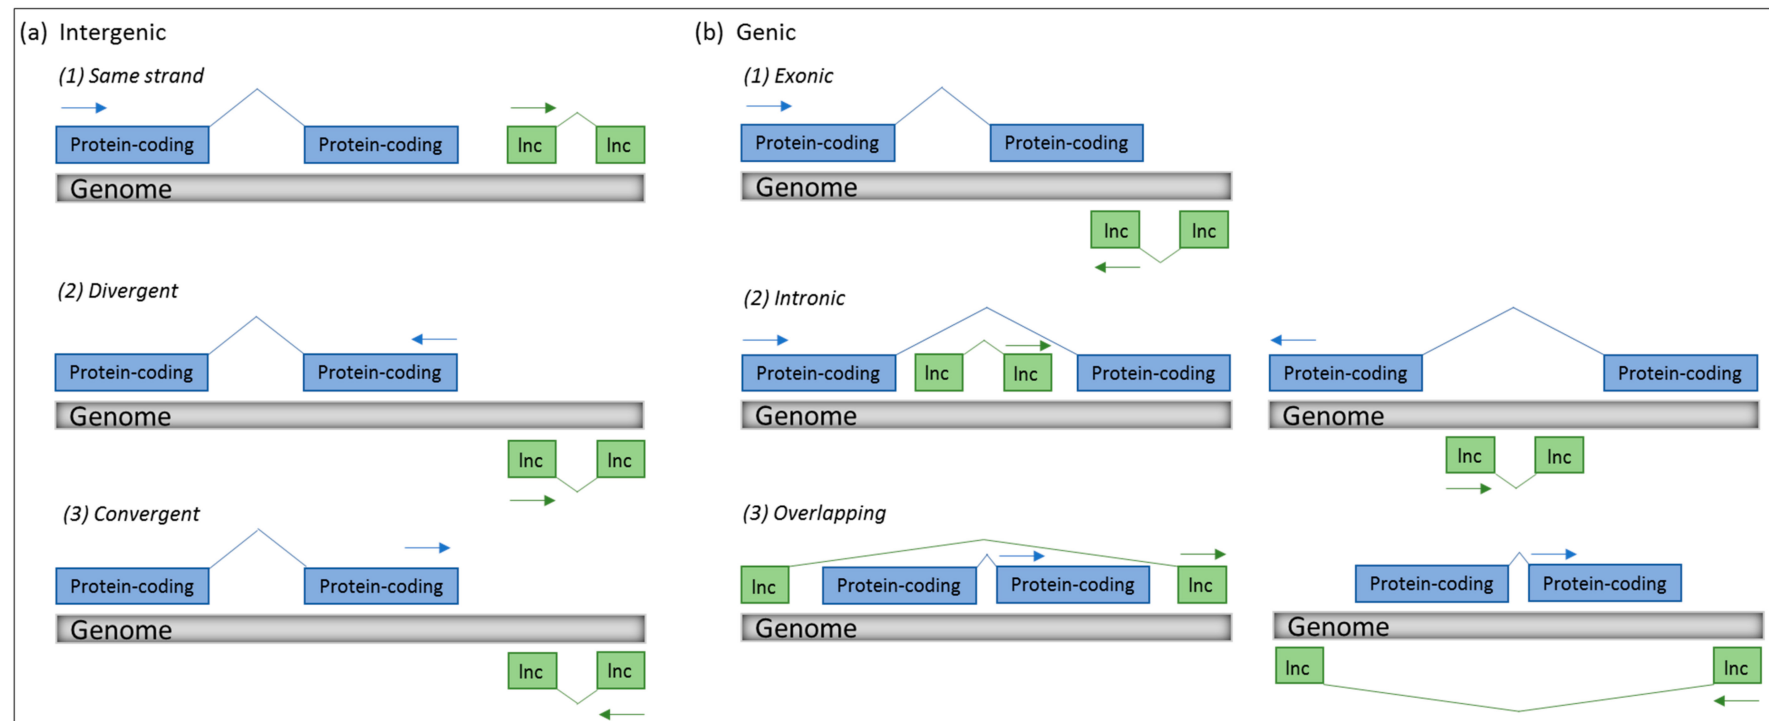 (a) Intergenic
(1) Same strand
Protein-coding Protein-coding lnc lnc
Genome
(2) Divergent
Protein-coding Protein-coding
Genome
lnc lnc
(3) Convergent
Protein-coding Protein-coding
Genome
lnc lnc
(b) Genic
(1) Exonic
Protein-coding Protein-coding
Genome
lnc lnc
(2) Intronic
Protein-coding lnc lnc Protein-coding
Genome
Protein-coding Protein-coding
Genome
lnc lnc
(3) Overlapping
lnc Protein-coding Protein-coding lnc
Genome
Protein-coding Protein-coding
Genome
lnc lnc